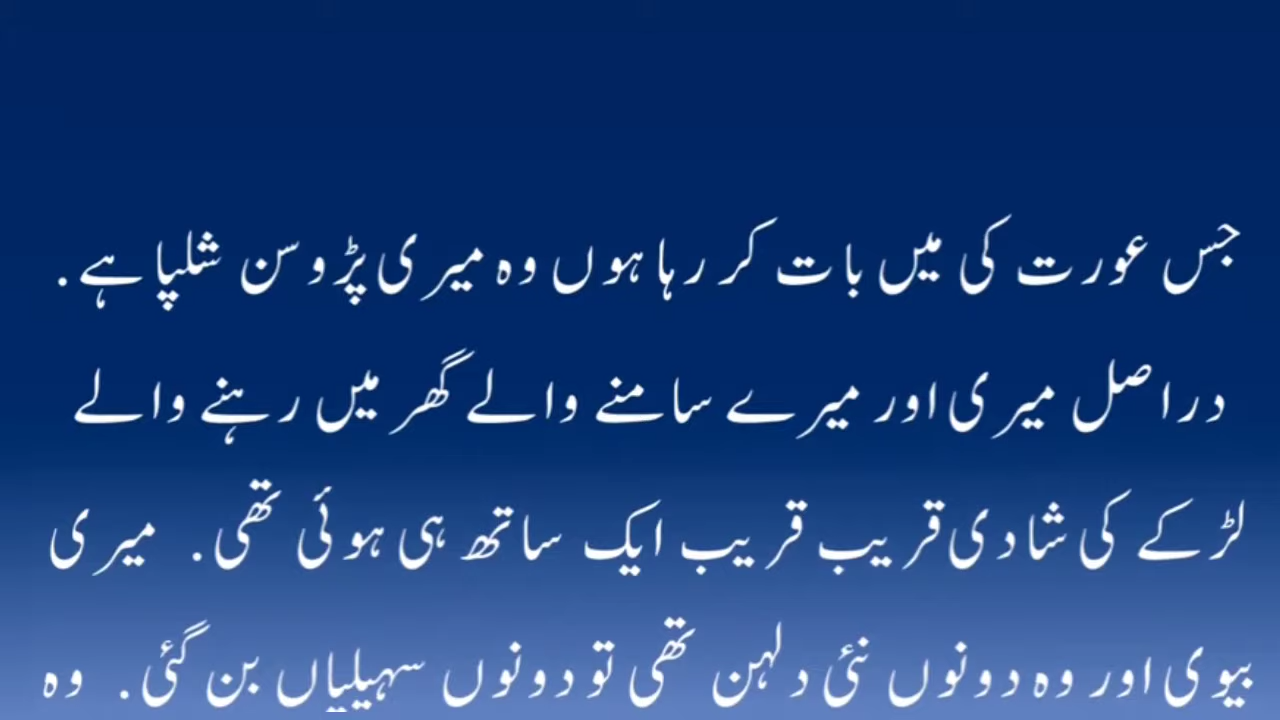 جس عورت کی میں بات کر رہا ہوں وہ میری پڑوسن شلپا ہے.
دراصل میری اور میرے سامنے والے گھر میں رہنے والے
لڑکے کی شادی قریب قریب ایک ساتھ ہی ہوئی تھی. میری
بیوی اور وہ دونوں نئی دلہن تھی تو دونوں سہیلیاں بن گئی. وہ